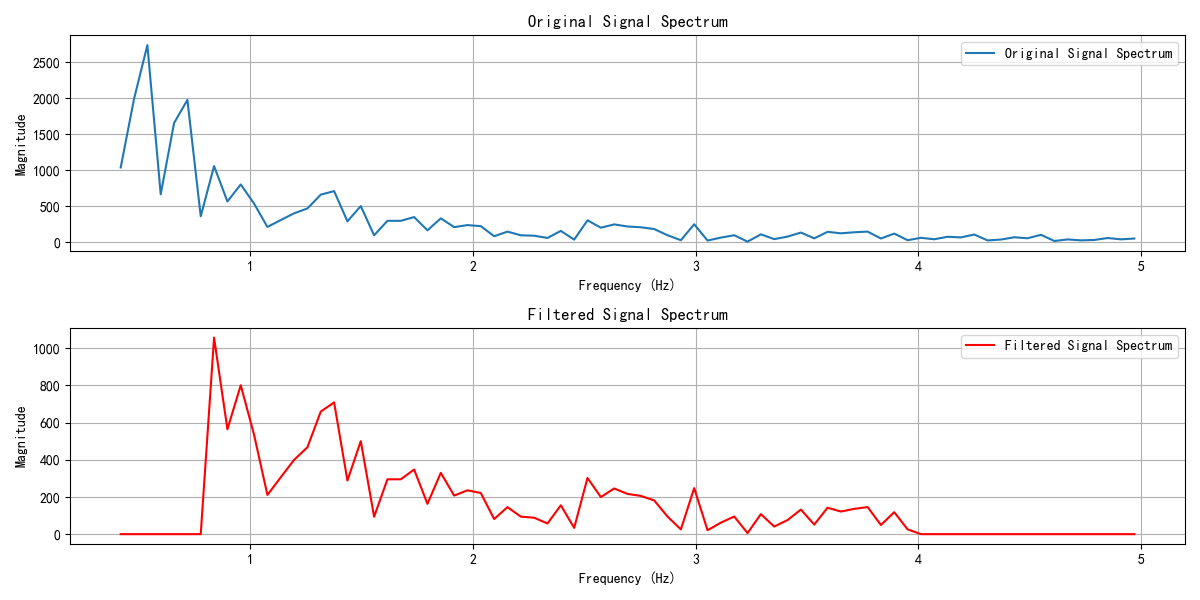 Original Signal Spectrum
Original Signal Spectrum
Magnitude
2500
2000
1500
1000
500
0
1
2
3
4
5
Frequency (Hz)
Filtered Signal Spectrum
Filtered Signal Spectrum
Magnitude
1000
800
600
400
200
0
1
2
3
4
5
Frequency (Hz)